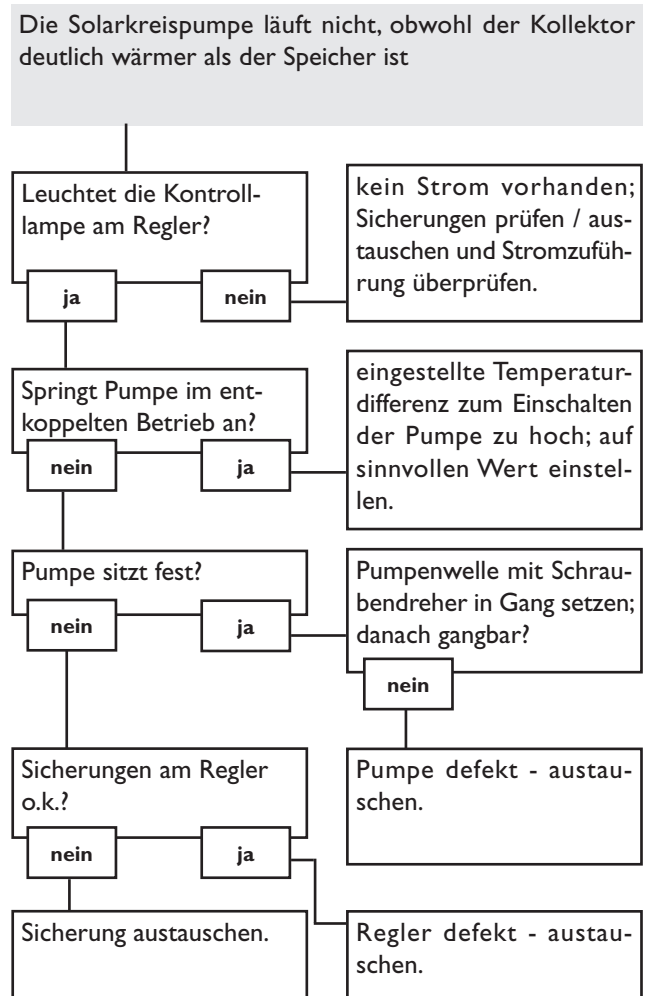 Die Solarkreispumpe läuft nicht, obwohl der Kollektor
deutlich wärmer als der Speicher ist
Leuchtet die Kontroll-
lampe am Regler?
ja
nein
kein Strom vorhanden;
Sicherungen prüfen / aus-
tauschen und Stromzufüh-
rung überprüfen.
Springt Pumpe im ent-
koppelten Betrieb an?
nein
ja
eingestellte Temperatur-
differenz zum Einschalten
der Pumpe zu hoch; auf
sinnvollen Wert einstel-
len.
Pumpe sitzt fest?
nein
ja
Pumpenwelle mit Schrau-
bendreher in Gang setzen;
danach gangbar?
nein
Pumpe defekt - austau-
schen.
Sicherungen am Regler
o.k.?
nein
ja
Sicherung austauschen.
Regler defekt - austau-
schen.